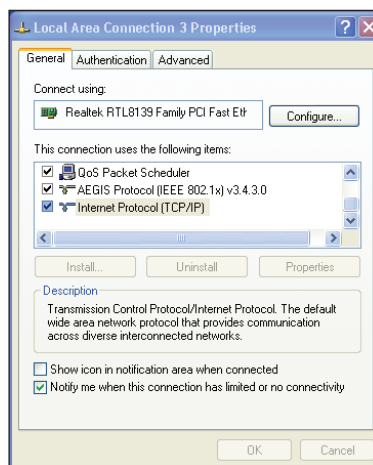 Local Area Connection 3 Properties
General Authentication Advanced
Connect using:
Realtek RTL8139 Family PCI Fast Eth
Configure...
This connection uses the following items:
QoS Packet Scheduler
AEGIS Protocol (IEEE 802.1x) v3.4.3.0
Internet Protocol (TCP/IP)
Install... Uninstall Properties
Description
Transmission Control Protocol/Internet Protocol. The default
wide area network protocol that provides communication
across diverse interconnected networks.
Show icon in notification area when connected
Notify me when this connection has limited or no connectivity
OK Cancel